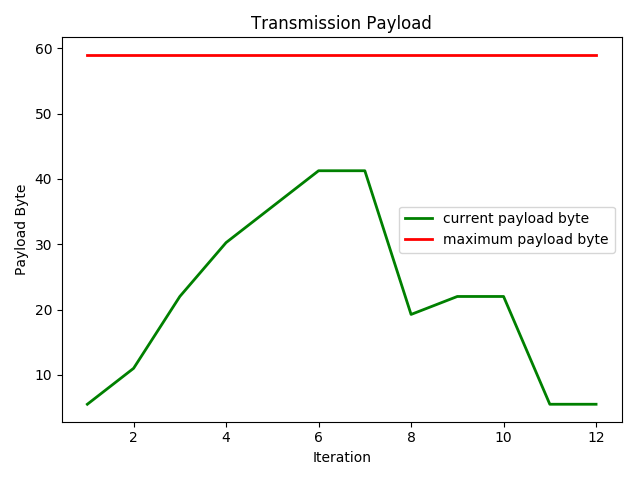 Transmission Payload
Payload Byte
60
50
40
30
20
10
current payload byte
maximum payload byte
2 4 6 8 10 12
Iteration